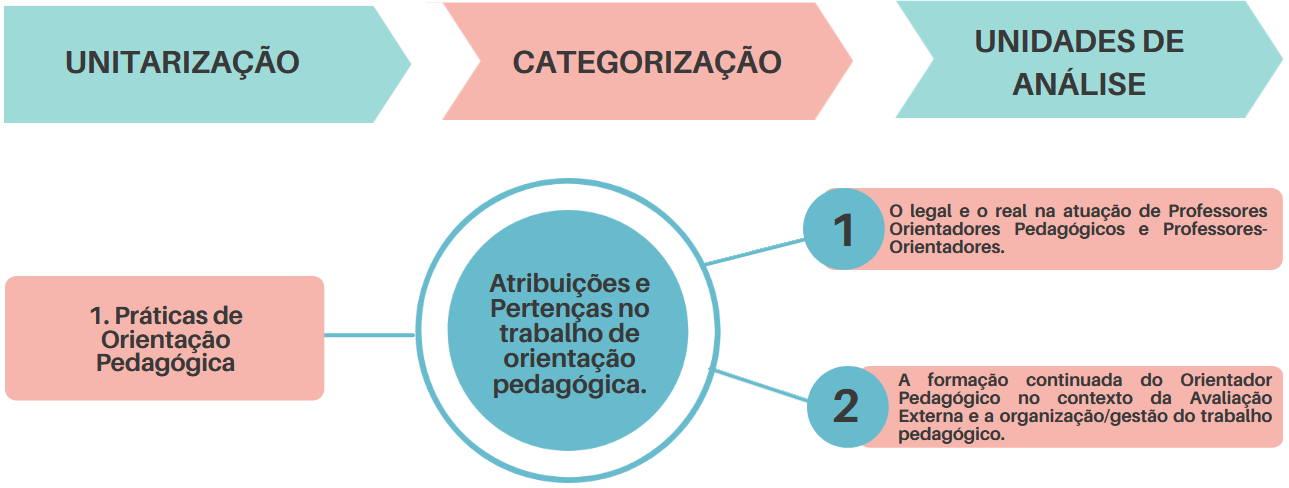 UNITARIZAÇÃO
CATEGORIZAÇÃO
UNIDADES DE
ANÁLISE
1. Práticas de
Orientação
Pedagógica
Atribuições e
Pertenças no
trabalho de
orientação
pedagógica.
1
O legal e o real na atuação de Professores
Orientadores Pedagógicos e Professores-
Orientadores.
2
A formação continuada do Orientador
Pedagógico no contexto da Avaliação
Externa e a organização/gestão do trabalho
pedagógico.